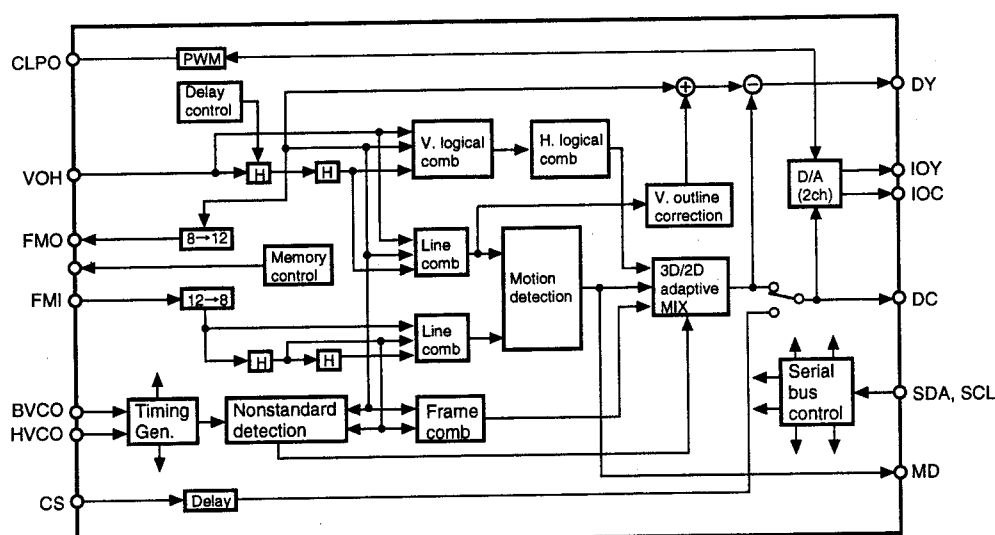 CLPO
PWM
DY
Delay
control
+
−
V. logical
comb
H. logical
comb
VOH
H
H
D/A
(2ch)
IOY
IOC
V. outline
correction
FMO
8→12
Line
comb
Memory
control
Motion
detection
3D/2D
adaptive
MIX
FMI
12→8
DC
Line
comb
H
H
Serial
bus
control
SDA, SCL
BVCO
HVCO
Timing
Gen.
Nonstandard
detection
Frame
comb
MD
CS
Delay